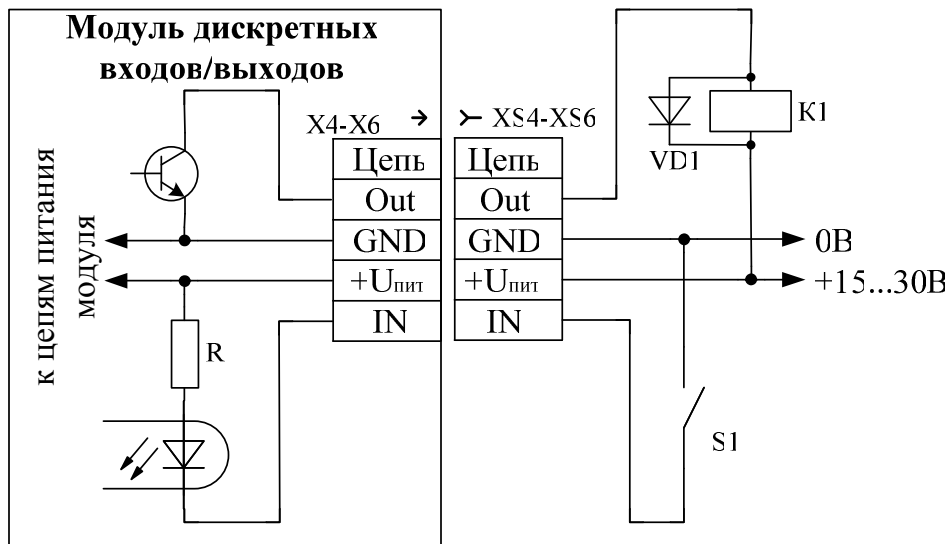 Модуль дискретных
входов/выходов
X4-X6
XS4-XS6
K1
VD1
Цепь
Цепь
Out
Out
GND
GND
0В
+Uпит
+Uпит
+15...30В
IN
IN
к цепям питания
модуля
R
S1